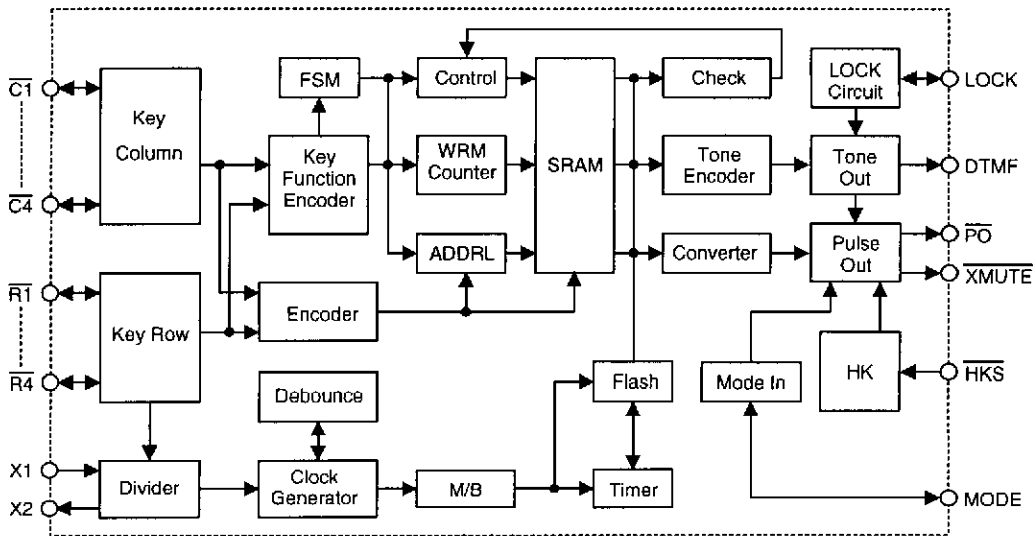 C1
C4
R1
R4
X1
X2
Key
Column
Key Row
Divider
FSM
Key
Function
Encoder
Encoder
Debounce
Clock
Generator
Control
WRM
Counter
ADDRL
M/B
SRAM
Check
Tone
Encoder
Converter
Flash
Timer
LOCK
Circuit
Tone
Out
Pulse
Out
Mode In
HK
LOCK
DTMF
PO
XMUTE
HKS
MODE